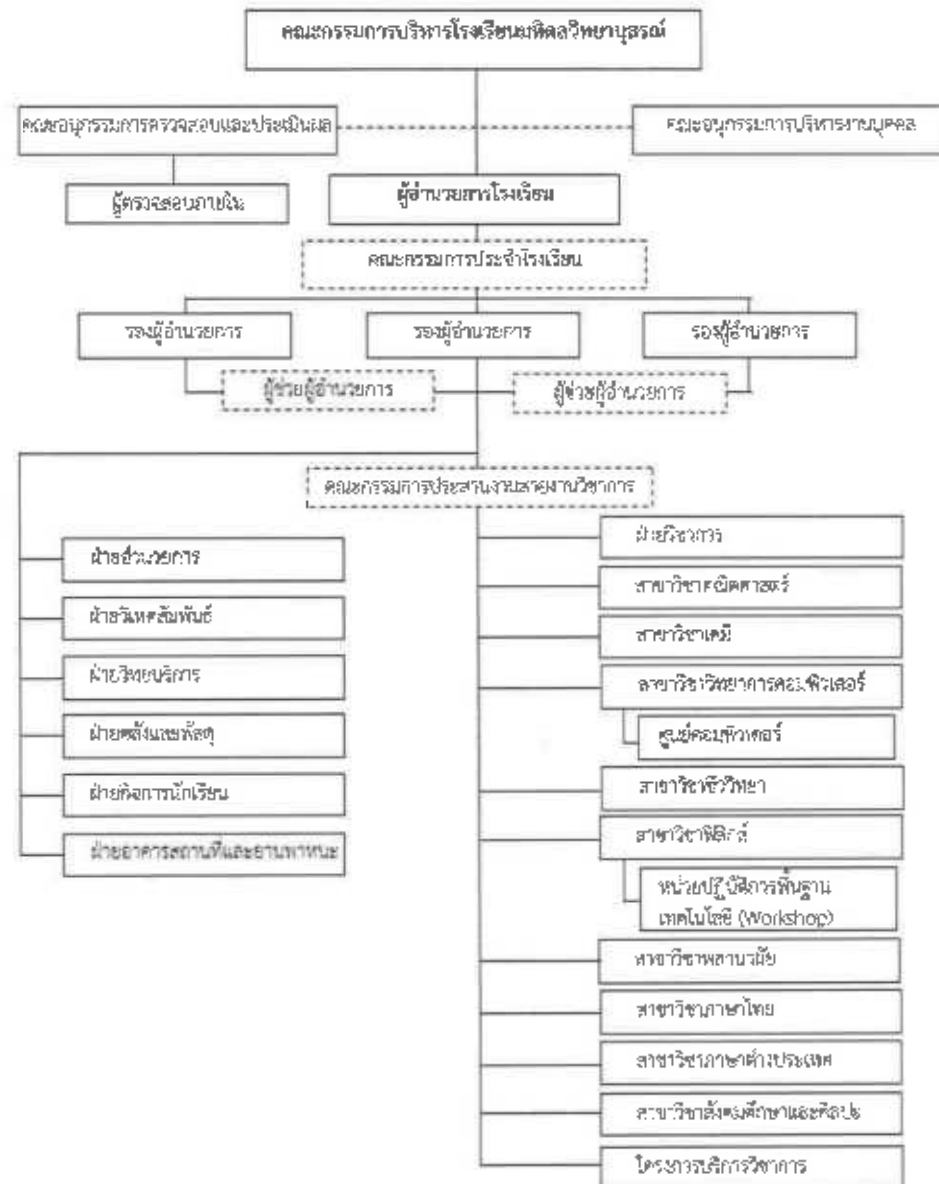 คณะกรรมการบริหารโรงเรียนมหิดลวิทยานุสรณ์
คณะอนุกรรมการตรวจสอบและประเมินผล
คณะอนุกรรมการบริหารงานบุคคล
ผู้ตรวจสอบภายใน
ผู้อำนวยการโรงเรียน
คณะกรรมการประจำโรงเรียน
รองผู้อำนวยการ
รองผู้อำนวยการ
รองผู้อำนวยการ
ผู้ช่วยผู้อำนวยการ
ผู้ช่วยผู้อำนวยการ
คณะกรรมการประสานงานสายงานวิชาการ
ฝ่ายอำนวยการ
ฝ่ายวิเทศสัมพันธ์
ฝ่ายวิทยบริการ
ฝ่ายคลังและพัสดุ
ฝ่ายกิจการนักเรียน
ฝ่ายอาคารสถานที่และยานพาหนะ
ฝ่ายวิชาการ
สาขาวิชาคณิตศาสตร์
สาขาวิชาเคมี
สาขาวิชาวิทยาการคอมพิวเตอร์
ศูนย์คอมพิวเตอร์
สาขาวิชาชีววิทยา
สาขาวิชาฟิสิกส์
หน่วยปฏิบัติการพื้นฐาน
เทคโนโลยี (Workshop)
สาขาวิชาพลานามัย
สาขาวิชาภาษาไทย
สาขาวิชาภาษาต่างประเทศ
สาขาวิชาสังคมศึกษาและศิลปะ
โครงการบริการวิชาการ